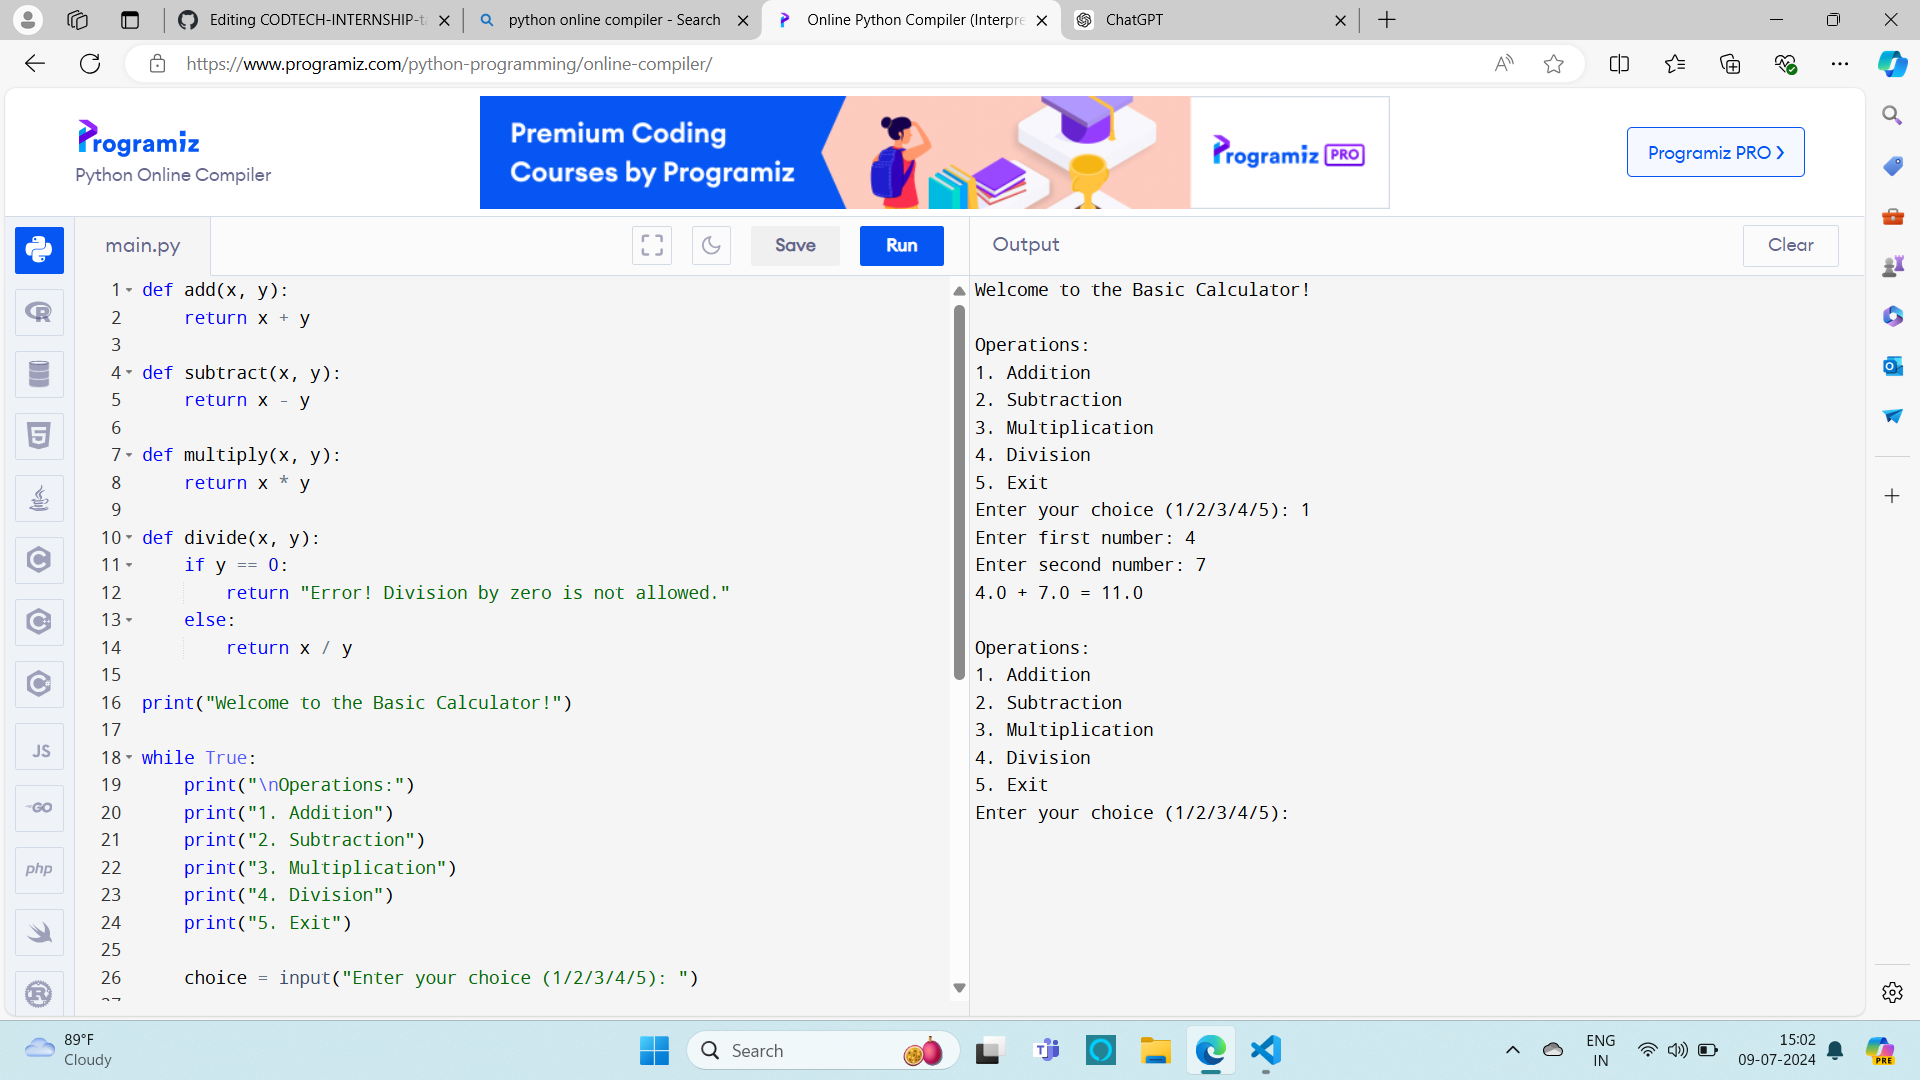 Editing CODTECH-INTERNSHIP-ta
python online compiler - Search
Online Python Compiler (Interpre
ChatGPT
https://www.programiz.com/python-programming/online-compiler/
Programiz
Python Online Compiler
Premium Coding
Courses by Programiz
Programiz PRO
Programiz PRO
main.py
Save
Run
Output
Clear
1 def add(x, y):
2 return x + y
3
4 def subtract(x, y):
5 return x - y
6
7 def multiply(x, y):
8 return x * y
9
10 def divide(x, y):
11 if y == 0:
12 return "Error! Division by zero is not allowed."
13 else:
14 return x / y
15
16 print("Welcome to the Basic Calculator!")
17
18 while True:
19 print("\nOperations:")
20 print("1. Addition")
21 print("2. Subtraction")
22 print("3. Multiplication")
23 print("4. Division")
24 print("5. Exit")
25
26 choice = input("Enter your choice (1/2/3/4/5): ")
Welcome to the Basic Calculator!
Operations:
1. Addition
2. Subtraction
3. Multiplication
4. Division
5. Exit
Enter your choice (1/2/3/4/5): 1
Enter first number: 4
Enter second number: 7
4.0 + 7.0 = 11.0
Operations:
1. Addition
2. Subtraction
3. Multiplication
4. Division
5. Exit
Enter your choice (1/2/3/4/5):
R
5
C
C
C
JS
GO
php
R
89°F
Cloudy
Search
ENG
IN
15:02
09-07-2024
PRE